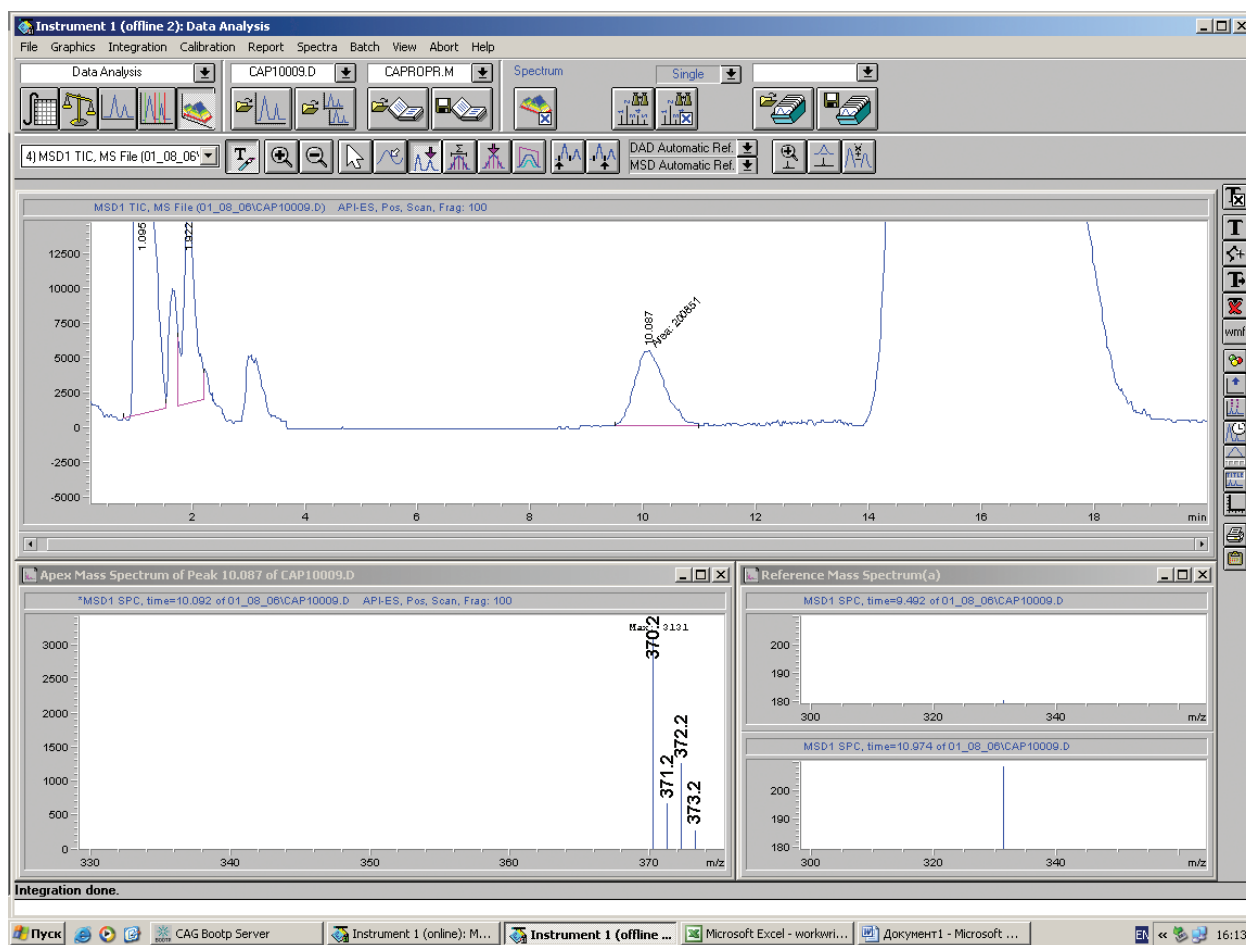 Instrument 1 (offline 2): Data Analysis
File Graphics Integration Calibration Report Spectra Batch View Abort Help
Data Analysis CAP10009.D CAPROPR.M Spectrum Single
4) MSD1 TIC, MS File (01_08_06\ DAD Automatic Ref.
MSD Automatic Ref.
MSD1 TIC, MS File (01_08_06\CAP10009.D) API-ES, Pos, Scan, Frag: 100
wmf
TITLE
12500
10000
7500
5000
2500
0
-2500
-5000
1.095
1.922
10.087
Area: 200851
2 4 6 8 10 12 14 16 18 min
Apex Mass Spectrum of Peak 10.087 of CAP10009.D
*MSD1 SPC, time=10.092 of 01_08_06\CAP10009.D API-ES, Pos, Scan, Frag: 100
Max: 3131
3000
2500
2000
1500
1000
500
0
370.2
371.2
372.2
373.2
330 340 350 360 370 m/z
Reference Mass Spectrum(a)
MSD1 SPC, time=9.492 of 01_08_06\CAP10009.D
200
190
180
300 320 340 m/z
MSD1 SPC, time=10.974 of 01_08_06\CAP10009.D
200
190
180
300 320 340 m/z
Integration done.
Пуск CAG Bootp Server Instrument 1 (online): M... Instrument 1 (offline ... Microsoft Excel - workwri... Документ1 - Microsoft ... EN « 16:13